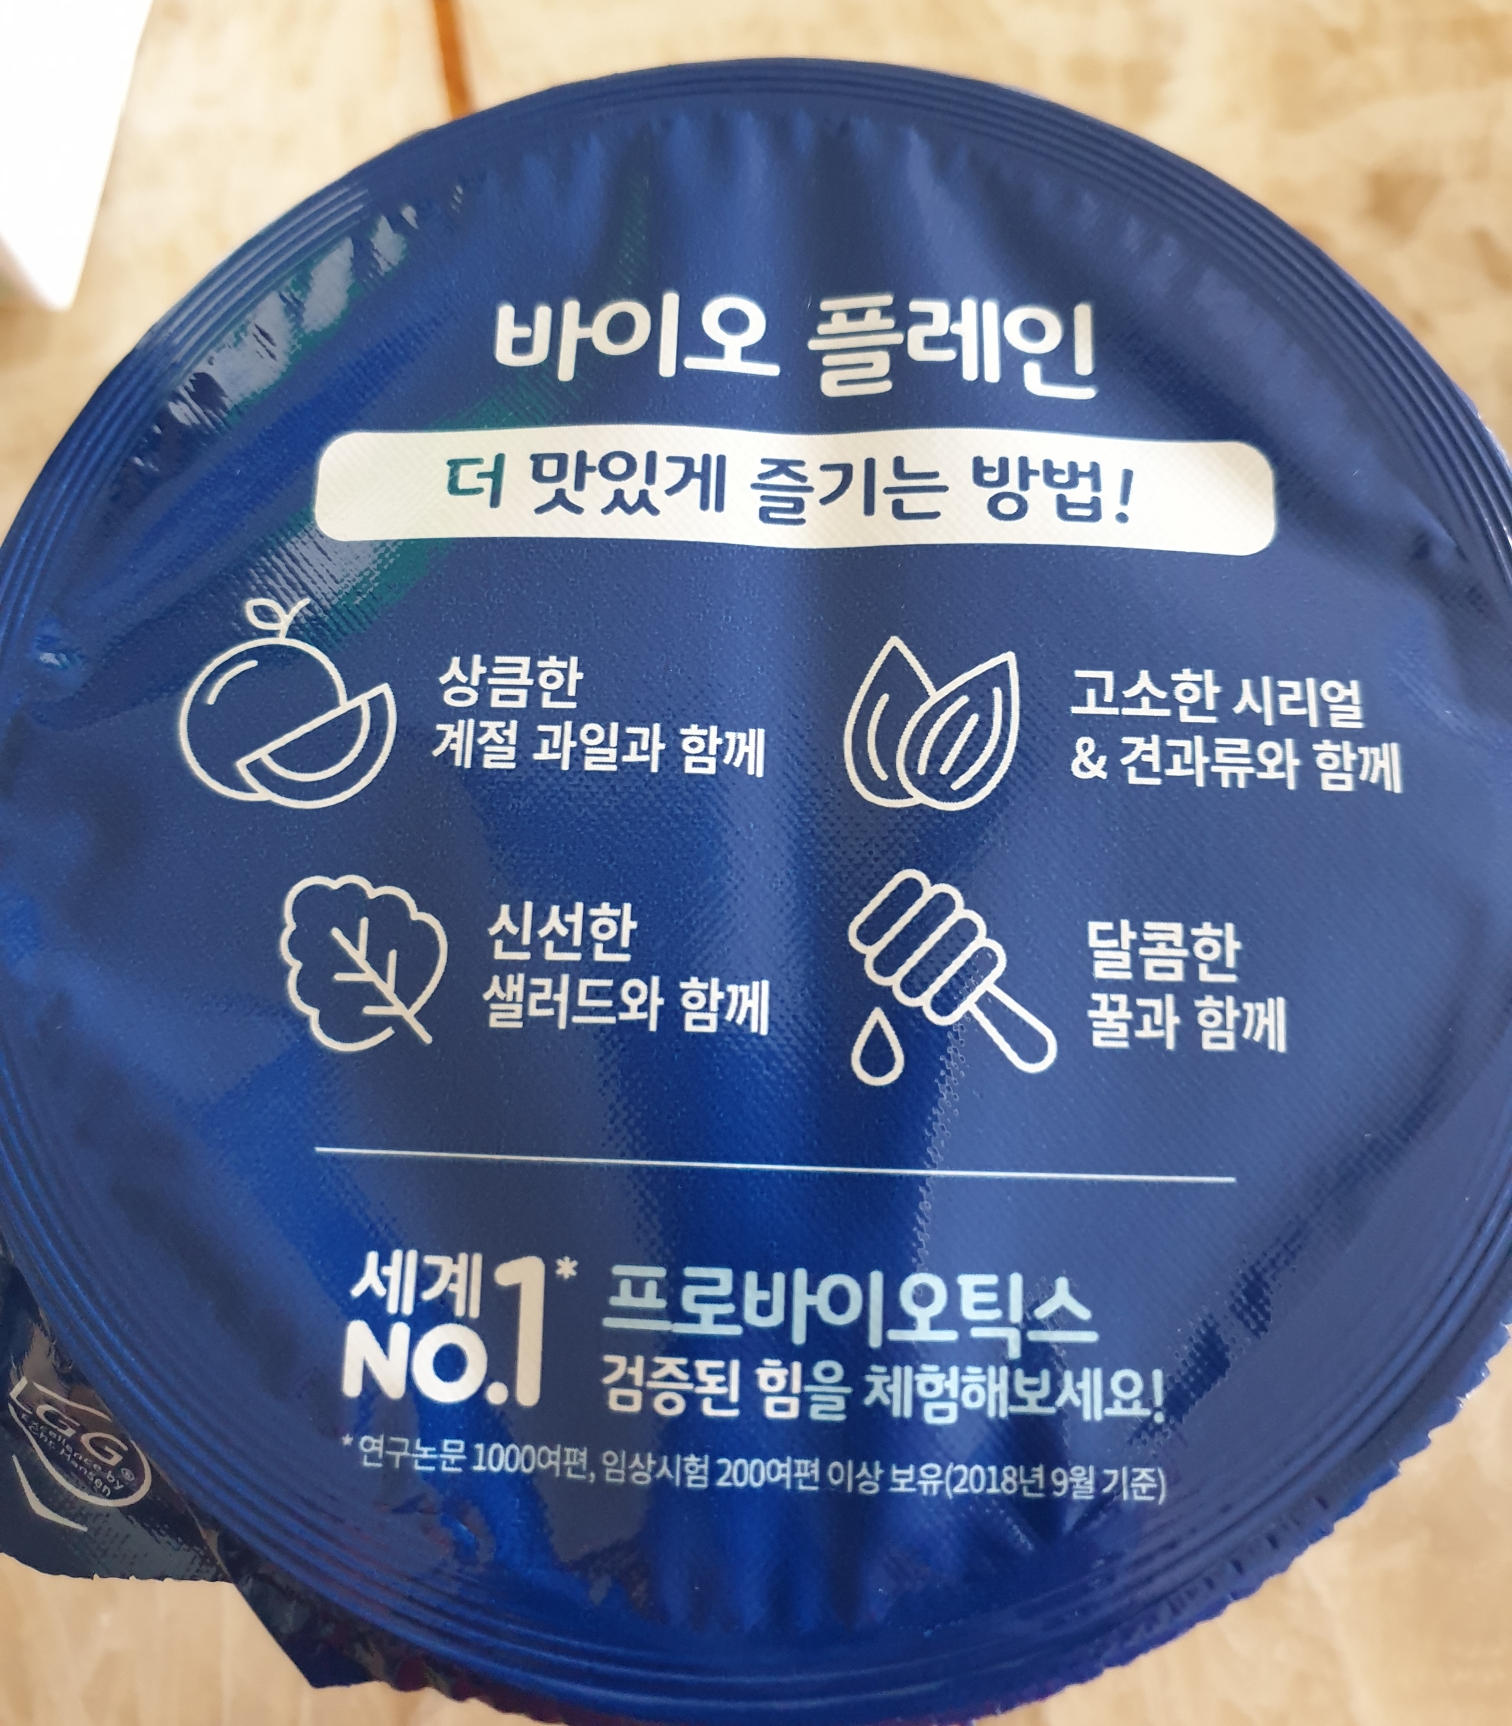 바이오 플레인
더 맛있게 즐기는 방법!
상큼한
계절 과일과 함께
고소한 시리얼
& 견과류와 함께
신선한
샐러드와 함께
달콤한
꿀과 함께
세계
NO.1*
프로바이오틱스
검증된 힘을 체험해보세요!
*연구논문 1000여편, 임상시험 200여편 이상 보유(2018년 9월 기준)
LGG®
Chr. Hansen